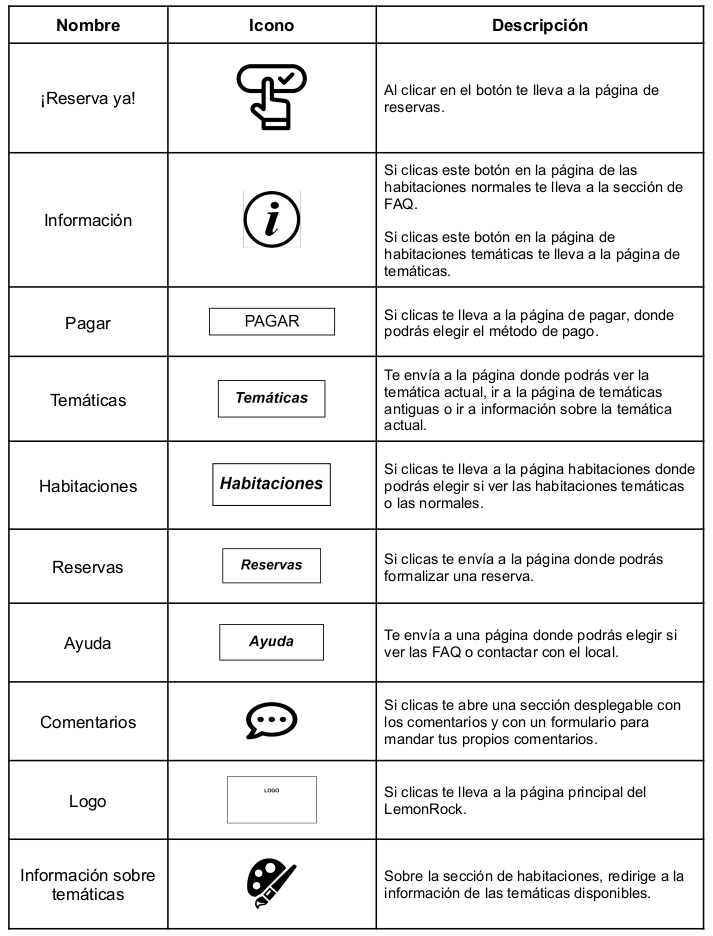 Nombre Icono Descripción
¡Reserva ya!
Al clicar en el botón te lleva a la página de
reservas.
Información
i
Si clicas este botón en la página de las
habitaciones normales te lleva a la sección de
FAQ.
Si clicas este botón en la página de
habitaciones temáticas te lleva a la página de
temáticas.
Pagar
PAGAR
Si clicas te lleva a la página de pagar, donde
podrás elegir el método de pago.
Temáticas
Temáticas
Te envía a la página donde podrás ver la
temática actual, ir a la página de temáticas
antiguas o ir a información sobre la temática
actual.
Habitaciones
Habitaciones
Si clicas te lleva a la página habitaciones donde
podrás elegir si ver las habitaciones temáticas
o las normales.
Reservas
Reservas
Si clicas te envía a la página donde podrás
formalizar una reserva.
Ayuda
Ayuda
Te envía a una página donde podrás elegir si
ver las FAQ o contactar con el local.
Comentarios
Si clicas te abre una sección desplegable con
los comentarios y con un formulario para
mandar tus propios comentarios.
Logo
LOGO
Si clicas te lleva a la página principal del
LemonRock.
Información sobre
temáticas
Sobre la sección de habitaciones, redirige a la
información de las temáticas disponibles.